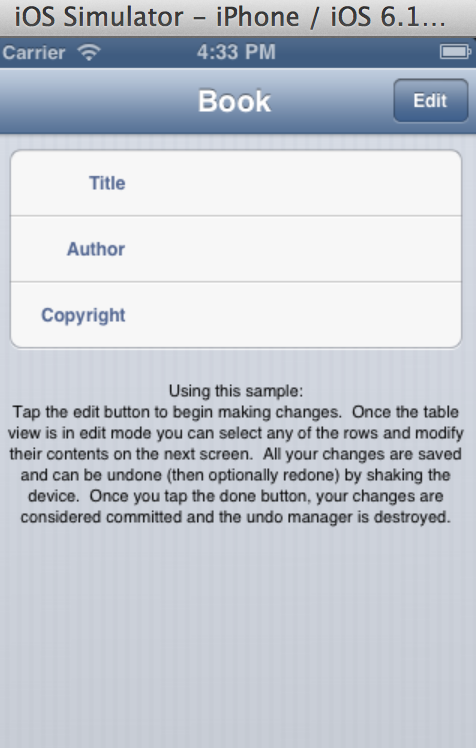 iOS Simulator – iPhone / iOS 6.1...
Carrier 4:33 PM
Book Edit
Title
Author
Copyright
Using this sample:
Tap the edit button to begin making changes.  Once the table
view is in edit mode you can select any of the rows and modify
their contents on the next screen.  All your changes are saved
and can be undone (then optionally redone) by shaking the
device.  Once you tap the done button, your changes are
considered committed and the undo manager is destroyed.